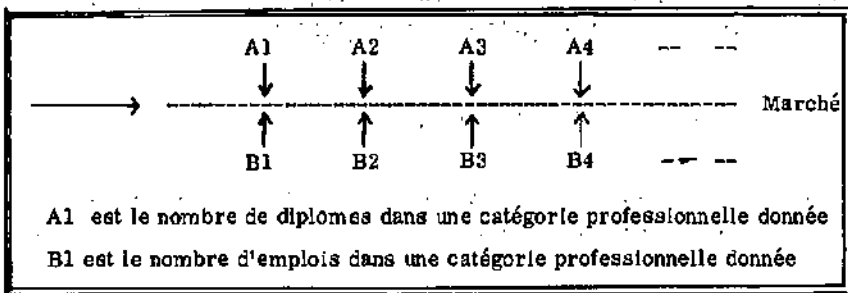 A1 A2 A3 A4
Marché
B1 B2 B3 B4
A1 est le nombre de diplomes dans une catégorie professionnelle donnée
B1 est le nombre d'emplois dans une catégorie professionnelle donnée